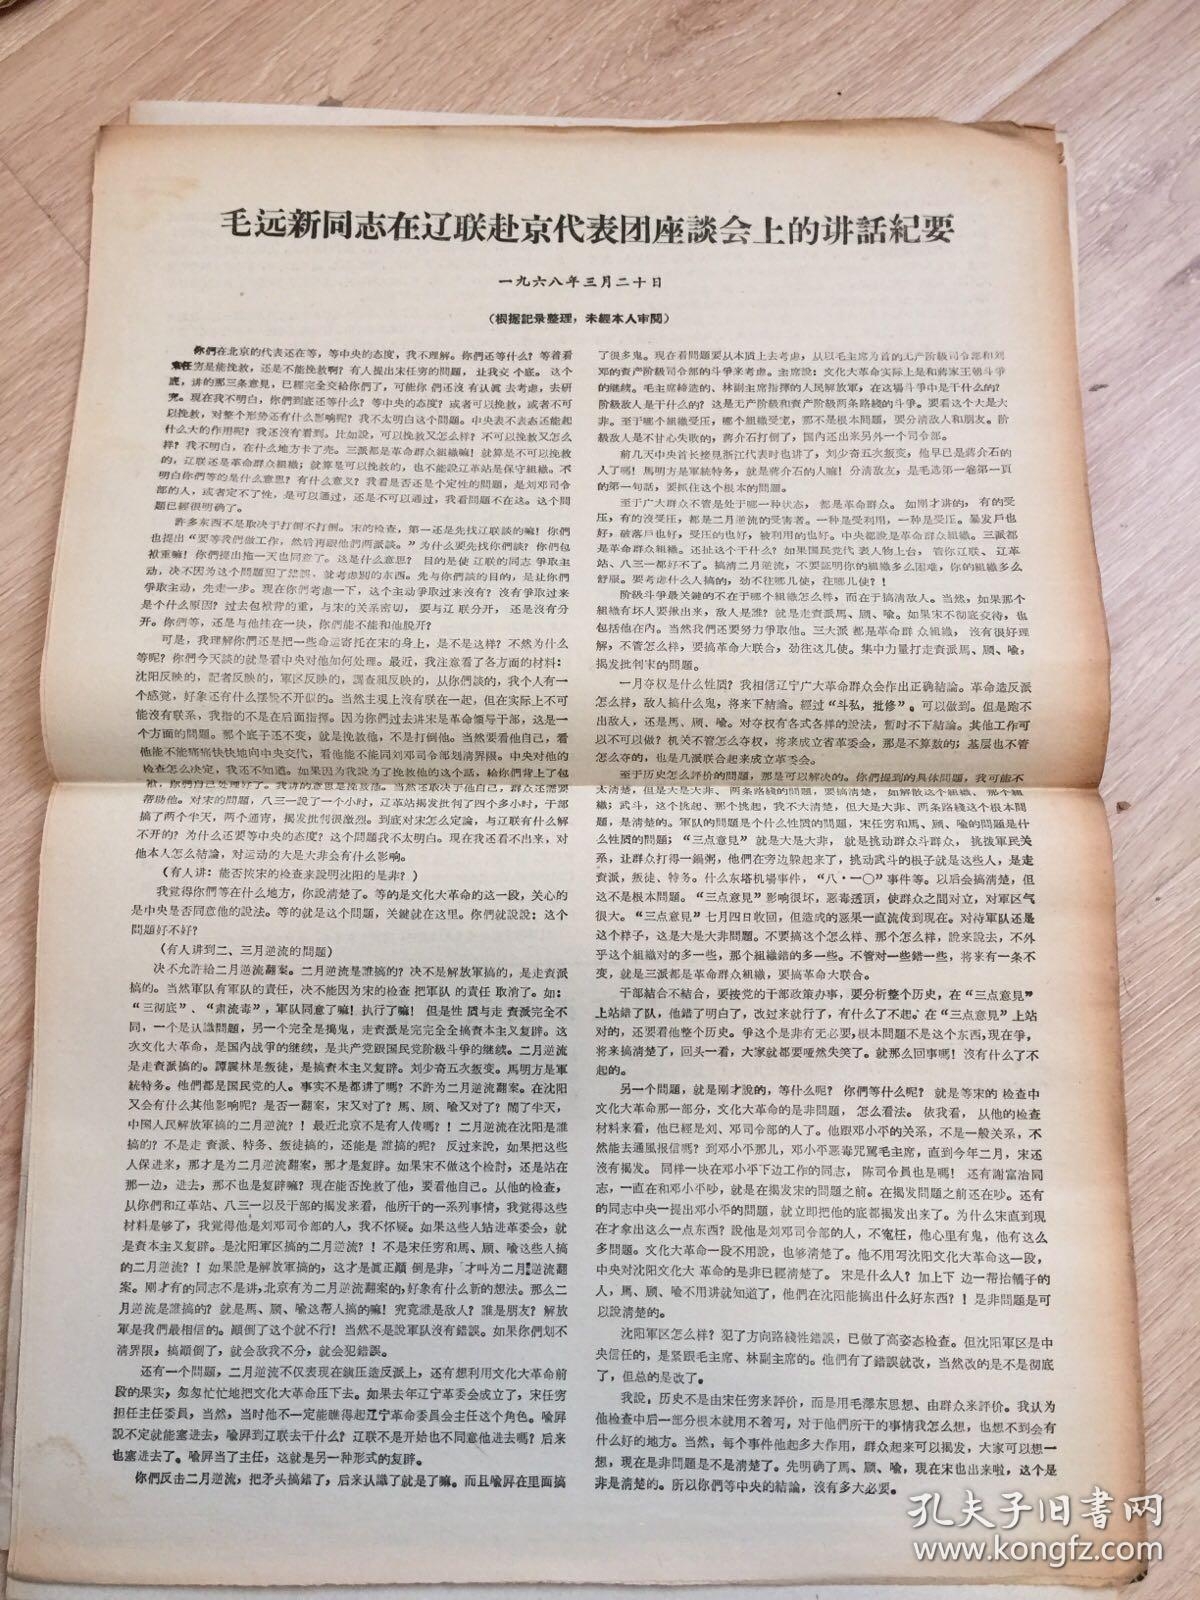 毛远新同志在辽联赴京代表团座談会上的讲話紀要
一九六八年三月二十日
（根据記录整理，未經本人审閱）
你們在北京的代表还在等，等中央的态度，我不理解。你們还等什么？等着看
宋任穷是能挽救，还是不能挽救啊？有人提出宋任穷的問題，让我交个底。这个
底，讲的那三条意見，已經完全交給你們了，可能你們还沒有认真去考虑，去研
究。現在我不明白，你們到底还等什么？等中央的态度？或者可以挽救，或者不可
以挽救，对整个形势还有什么影响呢？我不太明白这个問題。中央表不表态还能起
什么大的作用呢？我还沒有看到。比如說，可以挽救又怎么样？不可以挽救又怎么
样？我不明白，在什么地方卡了壳。三派都是革命群众組織嘛！就算是不可以挽救
的，辽联还是革命群众組織；就算是可以挽救的，也不能說辽革站是保守組織。不
明白你們等的是什么意思？有什么意义？我看是否还是个定性的問題，是刘邓司令
部的人，或者定不了性，是可以通过，还是不可以通过，我看問題不在这。这个問
題已經很明确了。
許多东西不是取决于打倒不打倒。宋的检查，第一还是先找辽联談的嘛！你們
也提出“要等我們做工作，然后再跟他們两派談。”为什么要先找你們談？你們包
袱重嘛！你們提出拖一天也同意了。这是什么意思？目的是使辽联的同志爭取主
动，决不因为这个問題犯了錯誤，就考虑別的东西。先与你們談的目的，是让你們
爭取主动，先走一步。現在你們考虑一下，这个主动爭取过来沒有？沒有爭取过来
是个什么原因？过去包袱背的重，与宋的关系密切，要与辽联分开，还是沒有分
开。你們等，还是与他挂在一块，你們能不能和他脱开？
可是，我理解你們还是把一些命运寄托在宋的身上，是不是这样？不然为什么
等呢？你們今天談的就是看中央对他如何处理。最近，我注意看了各方面的材料：
沈阳反映的，記者反映的，軍区反映的，調查組反映的，从你們談的，我个人有一
个感觉，好象还有什么摆脱不开似的。当然主观上沒有联在一起，但在实际上不可
能沒有联系，我指的不是在后面指揮。因为你們过去讲宋是革命領导干部，这是一
个方面的問題。那个底子还不变，就是挽救他，不是打倒他。当然要看他自己，看
他能不能痛痛快快地向中央交代，看他能不能同刘邓司令部划清界限。中央对他的
检查怎么决定，我还不知道。如果因为我說为了挽救他的这个話，給你們背上了包
袱，你們自己处理好了。我讲的意思是挽救他。当然还取决于他自己，群众还需要
帮助他。对宋的問題，八三一說了一个小时，辽革站揭发批判了四个多小时，干部
搞了两个半天，两个通宵，揭发批判很激烈。到底对宋怎么定論，与辽联有什么解
不开的？为什么还要等中央的态度？这个問題我不太明白。現在我还看不出来，对
他本人怎么結論，对运动的大是大非会有什么影响。
（有人讲：能否按宋的检查来說明沈阳的是非？）
我觉得你們等在什么地方，你說清楚了。等的是文化大革命的这一段，关心的
是中央是否同意他的說法。等的就是这个問題，关鍵就在这里。你們就說說：这个
問題好不好？
（有人讲到二、三月逆流的問題）
决不允許給二月逆流翻案。二月逆流是誰搞的？决不是解放軍搞的，是走資派
搞的。当然軍队有軍队的責任，决不能因为宋的检查把軍队的責任取消了。如：
“三彻底”、“肃流毒”，軍队同意了嘛！执行了嘛！但是性质与走資派完全不
同，一个是认識問題，另一个完全是搗鬼，走資派是完完全全搞資本主义复辟。这
次文化大革命，是国內战爭的继续，是共产党跟国民党阶級斗爭的继续。二月逆流
是走資派搞的。譚震林是叛徒，是搞資本主义复辟。刘少奇五次叛变。馬明方是軍
統特务。他們都是国民党的人。事实不是都讲了嗎？不許为二月逆流翻案。在沈阳
又会有什么其他影响呢？是否一翻案，宋又对了？馬、顾、喻又对了？鬧了半天，
中国人民解放軍搞的二月逆流？！最近北京不是有人传嗎？！二月逆流在沈阳是誰
搞的？不是走資派、特务、叛徒搞的，还能是誰搞的呢？反过来說，如果把这些
人保进来，那才是为二月逆流翻案，那才是复辟。如果宋不做这个检討，还是站在
那一边，进去，那不也是复辟嘛？現在能否挽救了他，要看他自己。从他的检查，
从你們和辽革站、八三一以及干部的揭发来看，他所干的一系列事情，我觉得这些
材料是够了，我觉得他是刘邓司令部的人，我不怀疑。如果这些人钻进革委会，就
是資本主义复辟。是沈阳軍区搞的二月逆流？！不是宋任穷和馬、顾、喻这些人搞
的二月逆流？！如果說是解放軍搞的，这才是眞正顚倒是非，才叫为二月逆流翻
案。刚才有的同志不是讲，北京有为二月逆流翻案的，好象有什么新的想法。那么二
月逆流是誰搞的？就是馬、顾、喻这帮人搞的嘛！究竟誰是敌人？誰是朋友？解放
軍是我們最相信的。顚倒了这个就不行！当然不是說軍队沒有錯誤。如果你們划不
清界限，搞顚倒了，就会敌我不分，就会犯錯誤。
还有一个問題，二月逆流不仅表現在鎮压造反派上，还有想利用文化大革命前
段的果实，匆匆忙忙地把文化大革命压下去。如果去年辽宁革委会成立了，宋任穷
担任主任委員，当然，当时他不一定能瞧得起辽宁革命委員会主任这个角色。喻屏
說不定就能塞进去，喻屏到辽联去干什么？辽联不是开始也不同意他进去嗎？后来
也塞进去了。喻屏当了主任，这就是另一种形式的复辟。
你們反击二月逆流，把矛头搞錯了，后来认識了就是了嘛。而且喻屏在里面搞
了很多鬼。現在看問題要从本质上去考虑，从以毛主席为首的无产阶級司令部和刘
邓的資产阶級司令部的斗爭来考虑。主席說：文化大革命实际上是和蔣家王朝斗爭
的继续。毛主席締造的、林副主席指揮的人民解放軍，在这場斗爭中是干什么的？
阶級敌人是干什么的？这是无产阶級和資产阶級两条路綫的斗爭。要看这个大是大
非。至于哪个組織受压，哪个組織受宠，那不是根本問題，要分清敌人和朋友。阶
級敌人是不甘心失敗的，蔣介石打倒了，国內还出来另外一个司令部。
前几天中央首长接見浙江代表时也讲了，刘少奇五次叛变。他早已是蔣介石的
人了嘛！馬明方是軍統特务，就是蔣介石的人嘛！分清敌友，是毛选第一卷第一頁
的第一句話，要抓住这个根本的問題。
至于广大群众不管是处于哪一种状态，都是革命群众。如刚才讲的，有的受
压，有的沒受压，都是二月逆流的受害者。一种是受利用，一种是受压。暴发戶也
好，破落戶也好，受压的也好，被利用的也好。中央都說是革命群众組織。三派都
是革命群众組織。还扯这个干什么？如果国民党代表人物上台，管你辽联、辽革
站、八三一都好不了。搞清二月逆流，不要証明你的組織多么困难，你的組織多么
舒服。要考虑什么人搞的，劲不往哪儿使，往哪儿使？！
阶級斗爭最关鍵的不在于哪个組織怎么样，而在于搞清敌人。当然，如果那个
組織有坏人要揪出来，敌人是誰？就是走資派馬、顾、喻。如果宋不彻底交待，也
包括他在內。当然我們还要努力爭取他。三大派都是革命群众組織，沒有很好理
解，不管怎么样，要搞革命大联合，劲往这儿使。集中力量打走資派馬、顾、喻，
揭发批判宋的問題。
一月夺权是什么性质？我相信辽宁广大革命群众会作出正确結論。革命造反派
怎么样，敌人搞什么鬼，将来下結論。經过“斗私，批修”，可以做到。但是跑不
出敌人，还是馬、顾、喻。对夺权有各式各样的說法，暂时不下結論。其他工作可
以不可以做？机关不管怎么夺权，将来成立省革委会，那是不算数的；基层也不管
怎么夺的，也是几派联合起来成立革委会。
至于历史怎么評价的問題，那是可以解决的。你們提到的具体問題，我可能不
太清楚，但是大是大非、两条路綫的問題，要搞清楚，如解散这个組織、那个組
織；武斗，这个挑起、那个挑起，我不大清楚，但大是大非、两条路綫这个根本問
題，是清楚的。軍队的問題是个什么性质的問題，宋任穷和馬、顾、喻的問題是什
么性质的問題；“三点意見”就是大是大非，就是挑动群众斗群众，挑拨軍民关
系，让群众打得一鍋粥，他們在旁边躲起来了，挑动武斗的根子就是这些人，是走
資派，叛徒、特务。什么东塔机場事件，“八·一〇”事件等。以后会搞清楚，但
这不是根本問題。“三点意見”影响很坏，恶毒透頂，使群众之間对立，对軍区气
很大。“三点意見”七月四日收回，但造成的恶果一直流传到現在。对待軍队还是
这个样子，这是大是大非問題。不要搞这个怎么样、那个怎么样，說来說去，不外
乎这个組織对的多一些，那个組織錯的多一些。不管对一些錯一些，将来有一条不
变，就是三派都是革命群众組織，要搞革命大联合。
干部結合不結合，要按党的干部政策办事，要分析整个历史，在“三点意見”
上站錯了队，他錯了明白了，改过来就行了，有什么了不起。在“三点意見”上站
对的，还要看他整个历史。爭这个是非有无必要，根本問題不是这个东西，現在爭，
将来搞清楚了，回头一看，大家就都要哑然失笑了。就那么回事嗎！沒有什么了不
起的。
另一个問題，就是刚才說的，等什么呢？你們等什么呢？就是等宋的检查中
文化大革命那一部分，文化大革命的是非問題，怎么看法。依我看，从他的检查
材料来看，他已經是刘、邓司令部的人了。他跟邓小平的关系，不是一般关系，不
然能去通風报信嗎？到邓小平那儿，邓小平恶毒咒駡毛主席，直到今年二月，宋还
沒有揭发。同样一块在邓小平下边工作的同志，陈司令員也是嗎！还有謝富治同
志，一直在和邓小平吵，就是在揭发宋的問題之前。在揭发問題之前还在吵。还有
的同志中央一提出邓小平的問題，就立即把他的底都揭发出来了。为什么宋直到現
在才拿出这么一点东西？說他是刘邓司令部的人，不冤枉，他心里有鬼，他有这么
多問題。文化大革命一段不用說，也够清楚了。他不用写沈阳文化大革命这一段，
中央对沈阳文化大革命的是非已經清楚了。宋是什么人？加上下边一帮抬轎子的
人，馬、顾、喻不用讲就知道了，他們在沈阳能搞出什么好东西？！是非問題是可
以說清楚的。
沈阳軍区怎么样？犯了方向路綫性錯誤，已做了高姿态检查。但沈阳軍区是中
央信任的，是紧跟毛主席、林副主席的。他們有了錯誤就改，当然改的是不是彻底
了，但总的是改了。
我說，历史不是由宋任穷来評价，而是用毛澤东思想、由群众来評价。我认为
他检查中后一部分根本就用不着写，对于他們所干的事情我怎么想，也想不到会有
什么好的地方。当然，每个事件他起多大作用，群众起来可以揭发，大家可以想一
想，現在是非問題是不是清楚了。先明确了馬、顾、喻，現在宋也出来啦，这个是
非是清楚的。所以你們等中央的結論，沒有多大必要。
孔夫子旧书网
www.kongfz.com